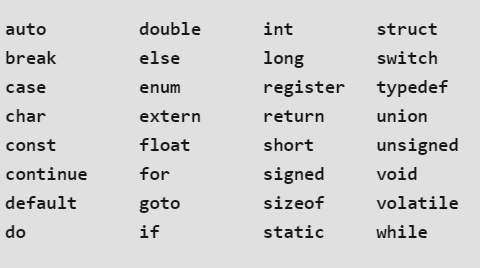 auto double int struct
break else long switch
case enum register typedef
char extern return union
const float short unsigned
continue for signed void
default goto sizeof volatile
do if static while